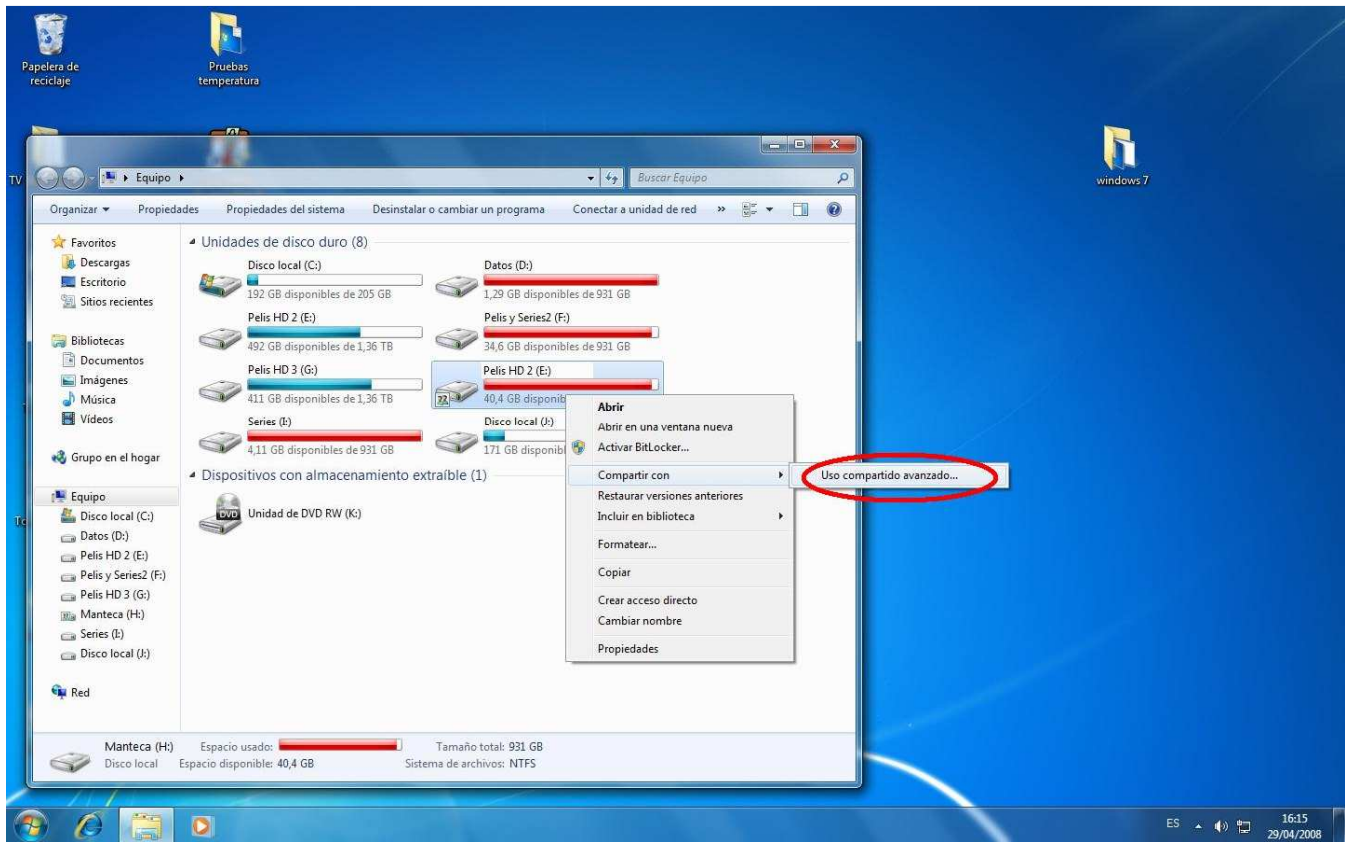 Papelera de
reciclaje
Pruebas
temperatura
windows 7
TV
Equipo
Buscar Equipo
Organizar
Propiedades
Propiedades del sistema
Desinstalar o cambiar un programa
Conectar a unidad de red
»
Favoritos
Descargas
Escritorio
Sitios recientes
Bibliotecas
Documentos
Imágenes
Música
Vídeos
Grupo en el hogar
Equipo
Disco local (C:)
Datos (D:)
Pelis HD 2 (E:)
Pelis y Series2 (F:)
Pelis HD 3 (G:)
Manteca (H:)
Series (I:)
Disco local (J:)
Red
Unidades de disco duro (8)
Disco local (C:)
192 GB disponibles de 205 GB
Datos (D:)
1,29 GB disponibles de 931 GB
Pelis HD 2 (E:)
492 GB disponibles de 1,36 TB
Pelis y Series2 (F:)
34,6 GB disponibles de 931 GB
Pelis HD 3 (G:)
411 GB disponibles de 1,36 TB
Pelis HD 2 (E:)
40,4 GB disponib
Series (I:)
4,11 GB disponibles de 931 GB
Disco local (J:)
171 GB disponibl
Dispositivos con almacenamiento extraíble (1)
DVD
Unidad de DVD RW (K:)
Abrir
Abrir en una ventana nueva
Activar BitLocker...
Compartir con
Uso compartido avanzado...
Restaurar versiones anteriores
Incluir en biblioteca
Formatear...
Copiar
Crear acceso directo
Cambiar nombre
Propiedades
Manteca (H:)
Disco local
Espacio usado:
Espacio disponible: 40,4 GB
Tamaño total: 931 GB
Sistema de archivos: NTFS
ES
16:15
29/04/2008